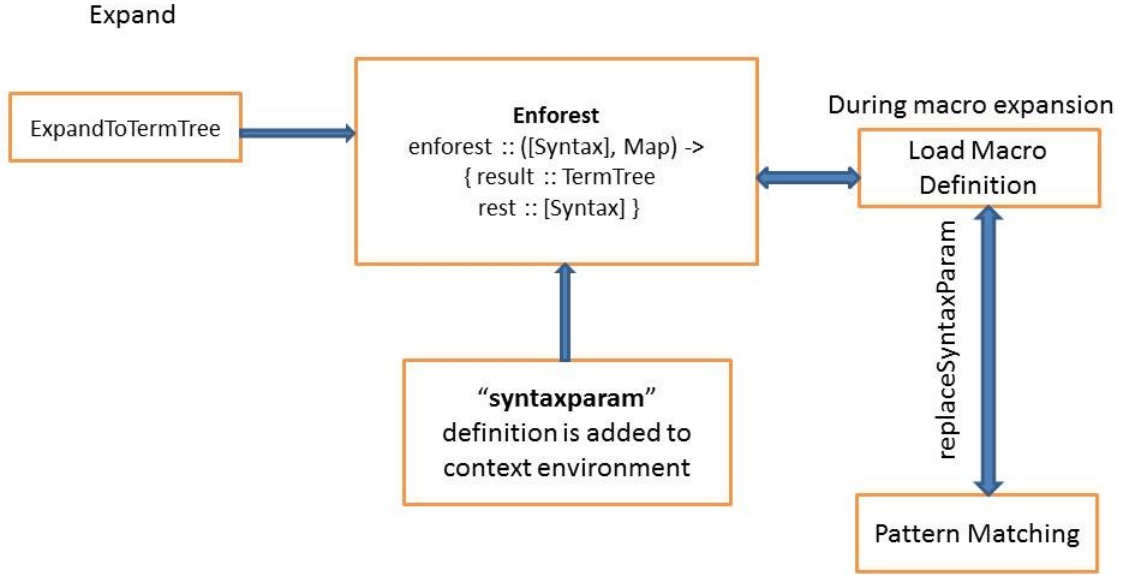 Expand
ExpandToTermTree
Enforest
enforest :: ([Syntax], Map) ->
{ result :: TermTree
rest :: [Syntax] }
During macro expansion
Load Macro
Definition
replaceSyntaxParam
“syntaxparam”
definition is added to
context environment
Pattern Matching